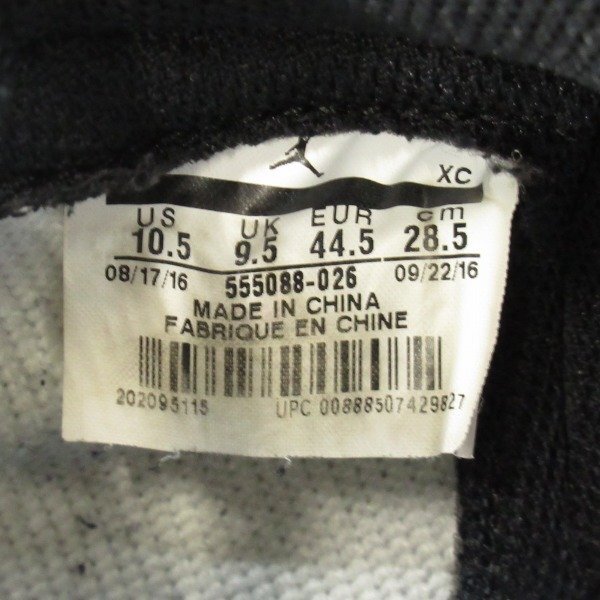 XC
US UK EUR cm
10.5 9.5 44.5 28.5
08/17/16 555088-026 09/22/16
MADE IN CHINA
FABRIQUE EN CHINE
202095115 UPC 00888507429827